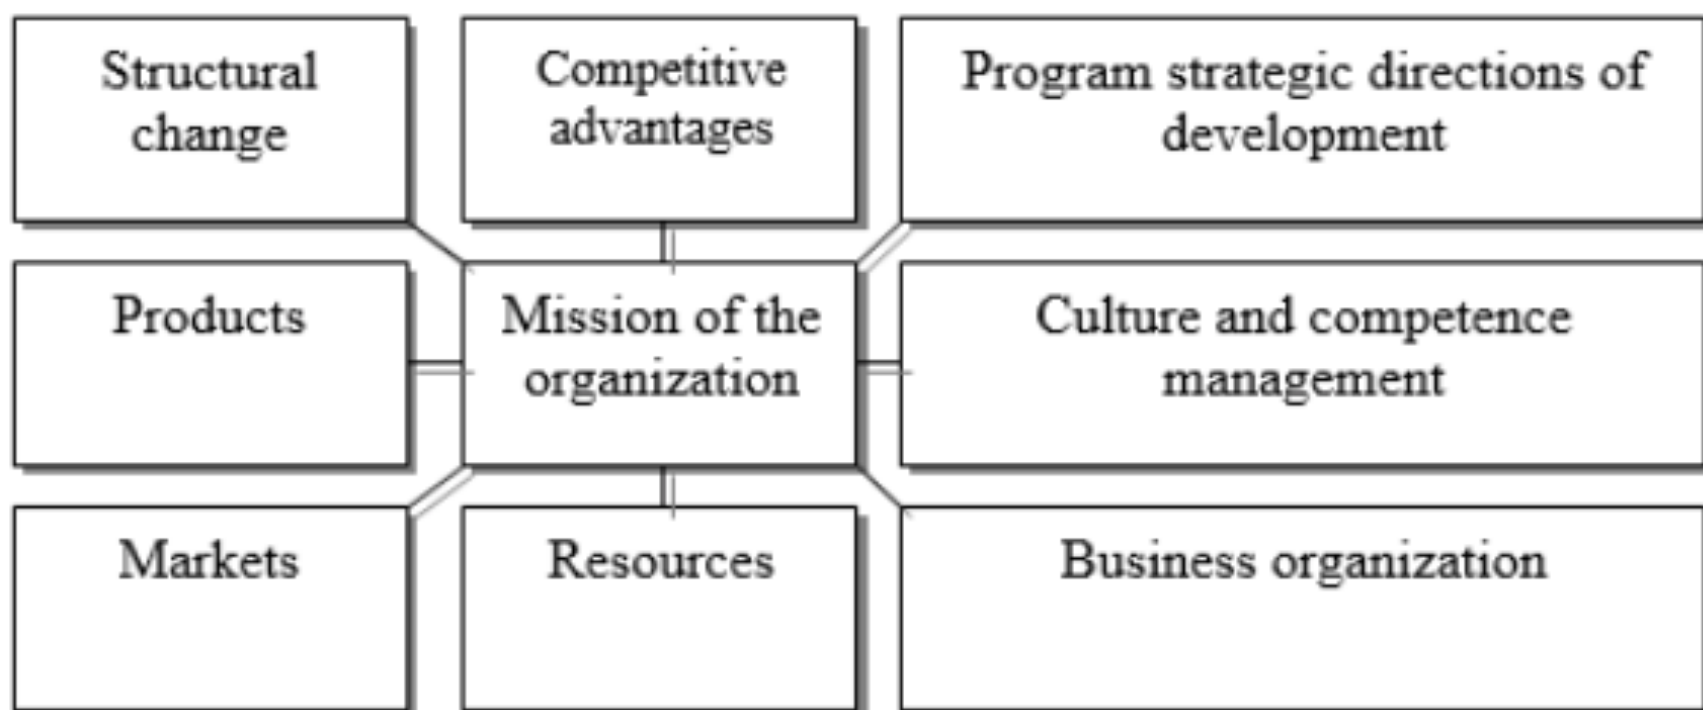 Structural
change
Competitive
advantages
Program strategic directions of
development
Products
Mission of the
organization
Culture and competence
management
Markets
Resources
Business organization